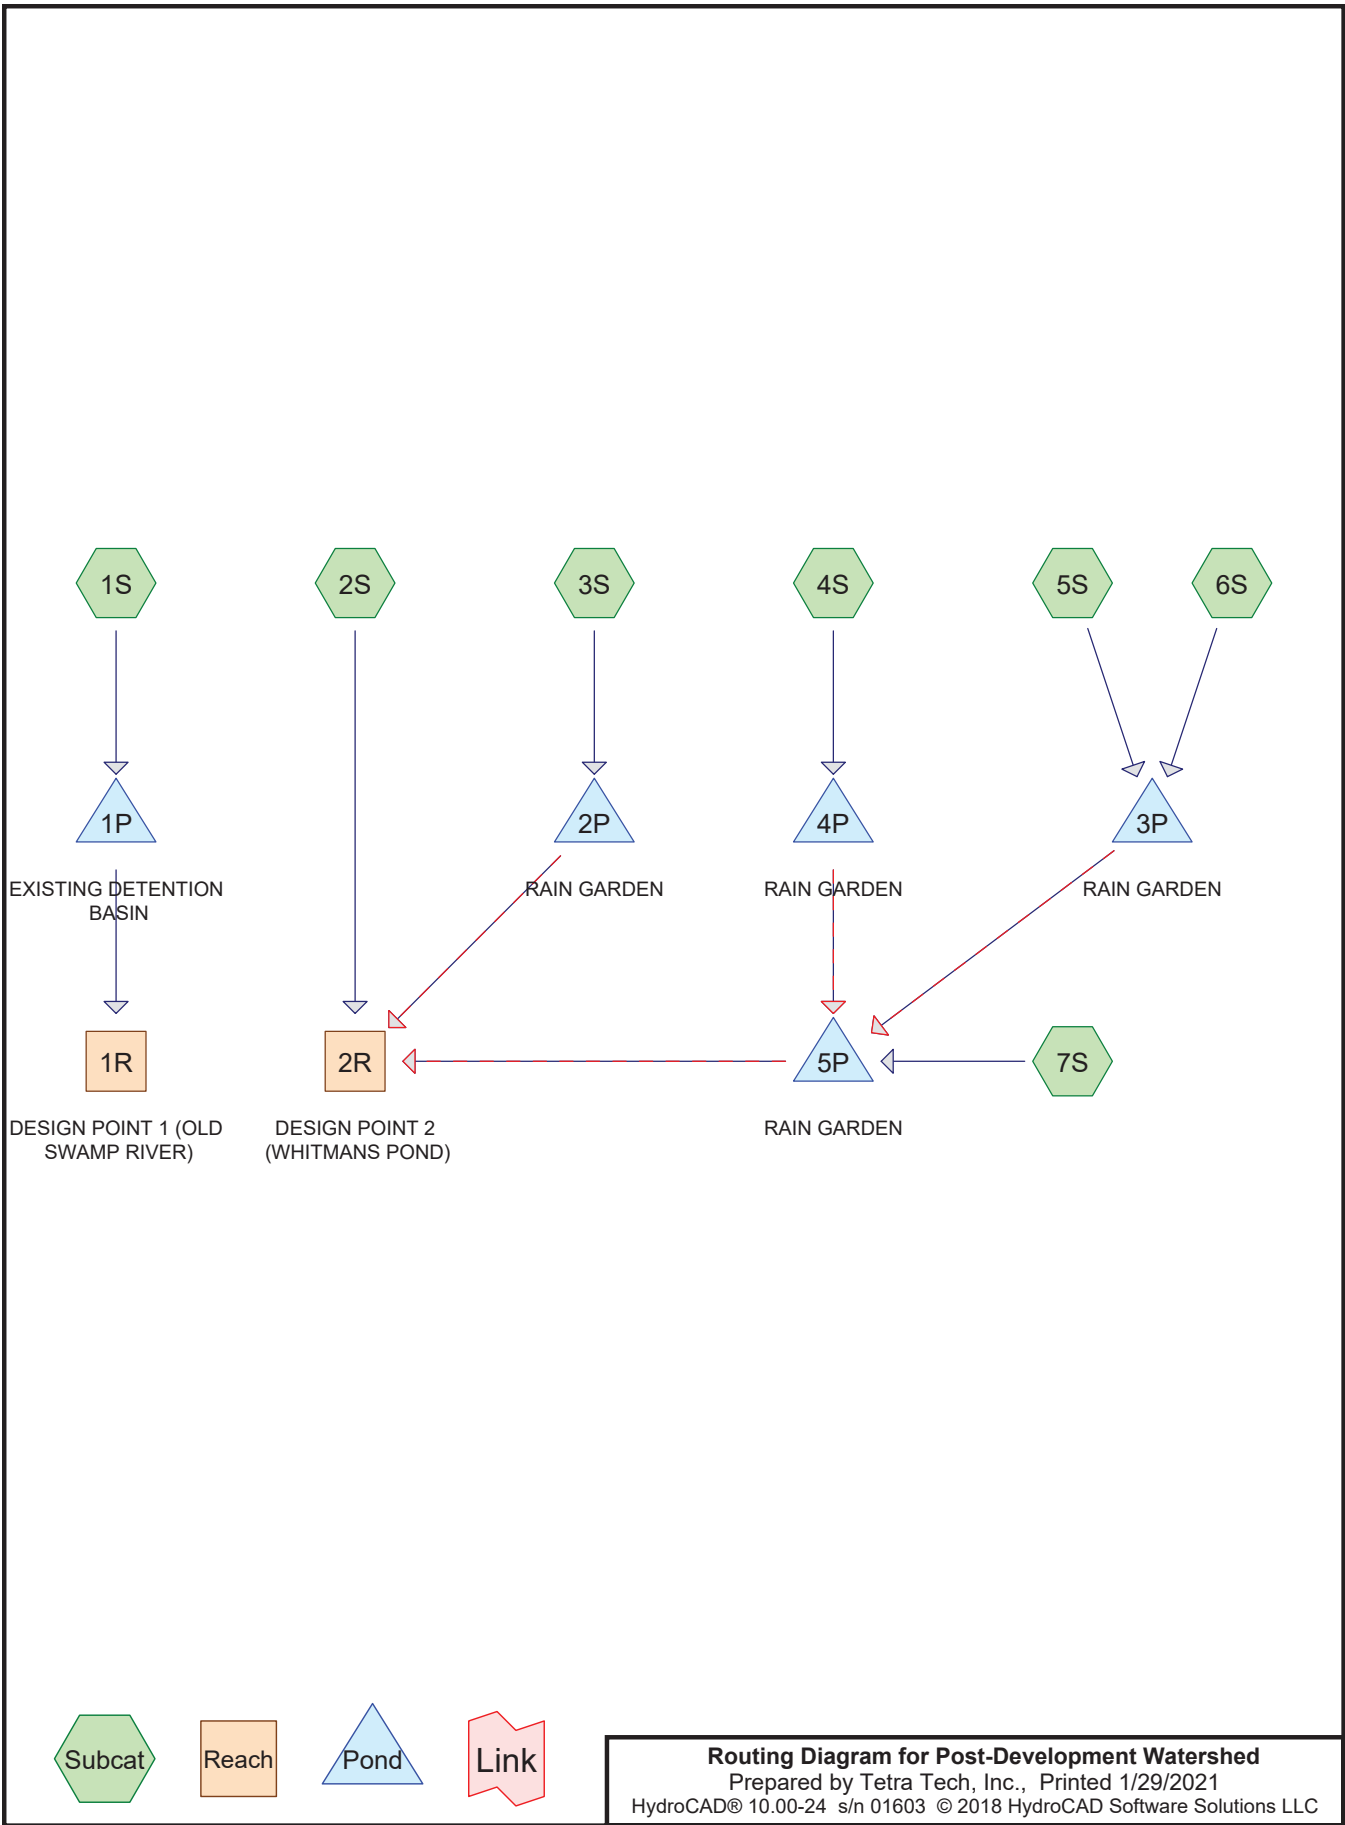 1S
2S
3S
4S
5S
6S
1P
2P
4P
3P
EXISTING DETENTION
BASIN
RAIN GARDEN
RAIN GARDEN
RAIN GARDEN
1R
2R
5P
7S
DESIGN POINT 1 (OLD
SWAMP RIVER)
DESIGN POINT 2
(WHITMANS POND)
RAIN GARDEN
Subcat
Reach
Pond
Link
Routing Diagram for Post-Development Watershed
Prepared by Tetra Tech, Inc., Printed 1/29/2021
HydroCAD® 10.00-24 s/n 01603 © 2018 HydroCAD Software Solutions LLC